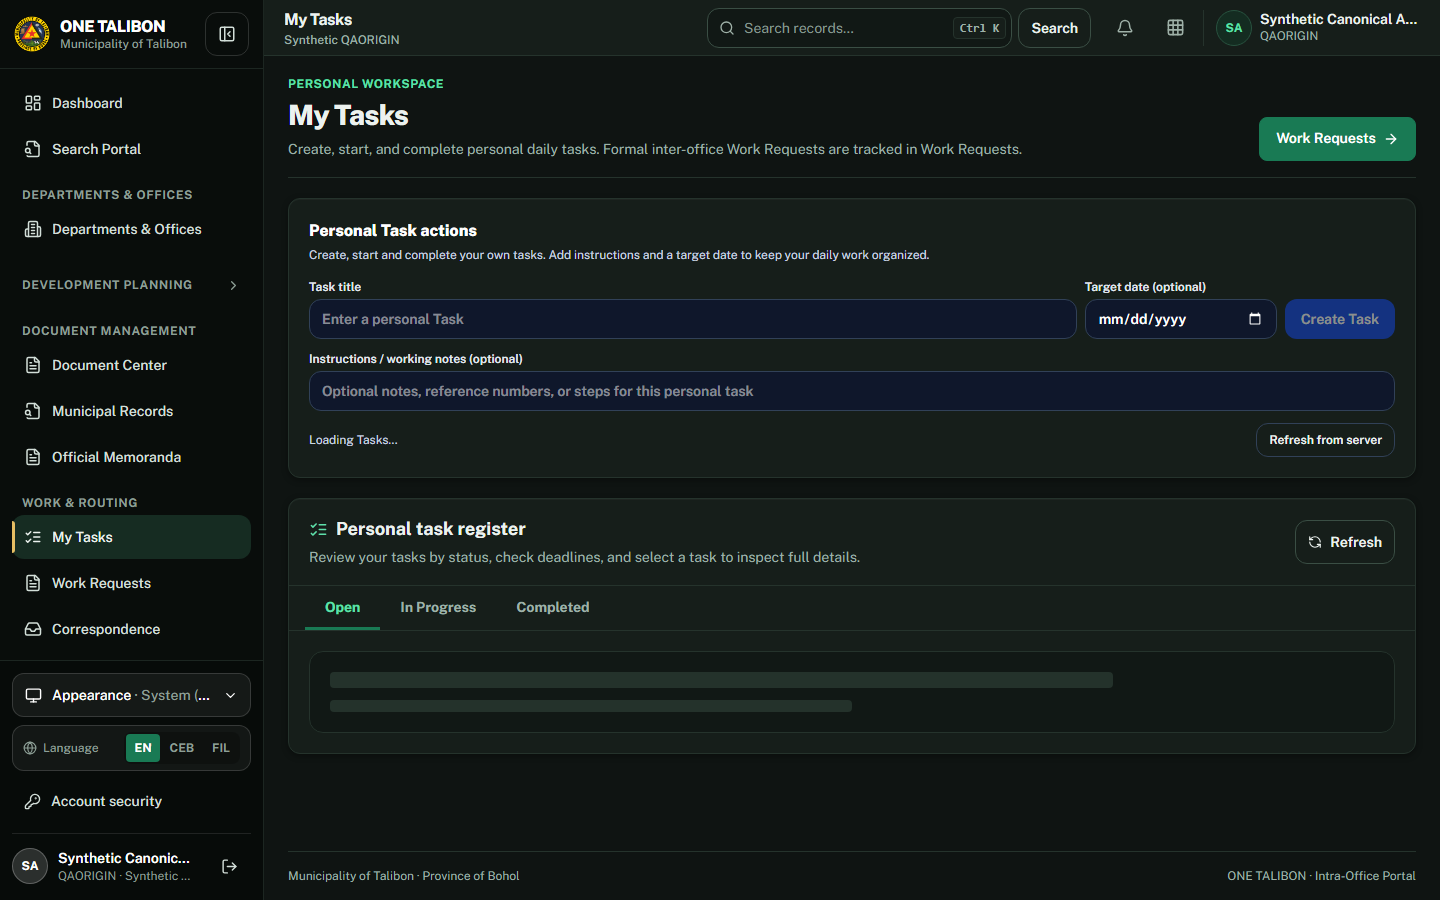 ONE TALIBON
Municipality of Talibon
Dashboard
Search Portal
DEPARTMENTS & OFFICES
Departments & Offices
DEVELOPMENT PLANNING
DOCUMENT MANAGEMENT
Document Center
Municipal Records
Official Memoranda
WORK & ROUTING
My Tasks
Work Requests
Correspondence
Appearance · System (...
Language EN CEB FIL
Account security
SA Synthetic Canonic...
QAORIGIN · Synthetic ...
My Tasks
Synthetic QAORIGIN
Search records... Ctrl K Search
SA Synthetic Canonical A...
QAORIGIN
PERSONAL WORKSPACE
My Tasks
Create, start, and complete personal daily tasks. Formal inter-office Work Requests are tracked in Work Requests.
Work Requests
Personal Task actions
Create, start and complete your own tasks. Add instructions and a target date to keep your daily work organized.
Task title Target date (optional)
Enter a personal Task mm/dd/yyyy Create Task
Instructions / working notes (optional)
Optional notes, reference numbers, or steps for this personal task
Loading Tasks... Refresh from server
Personal task register
Review your tasks by status, check deadlines, and select a task to inspect full details.
Refresh
Open In Progress Completed
Municipality of Talibon · Province of Bohol ONE TALIBON · Intra-Office Portal